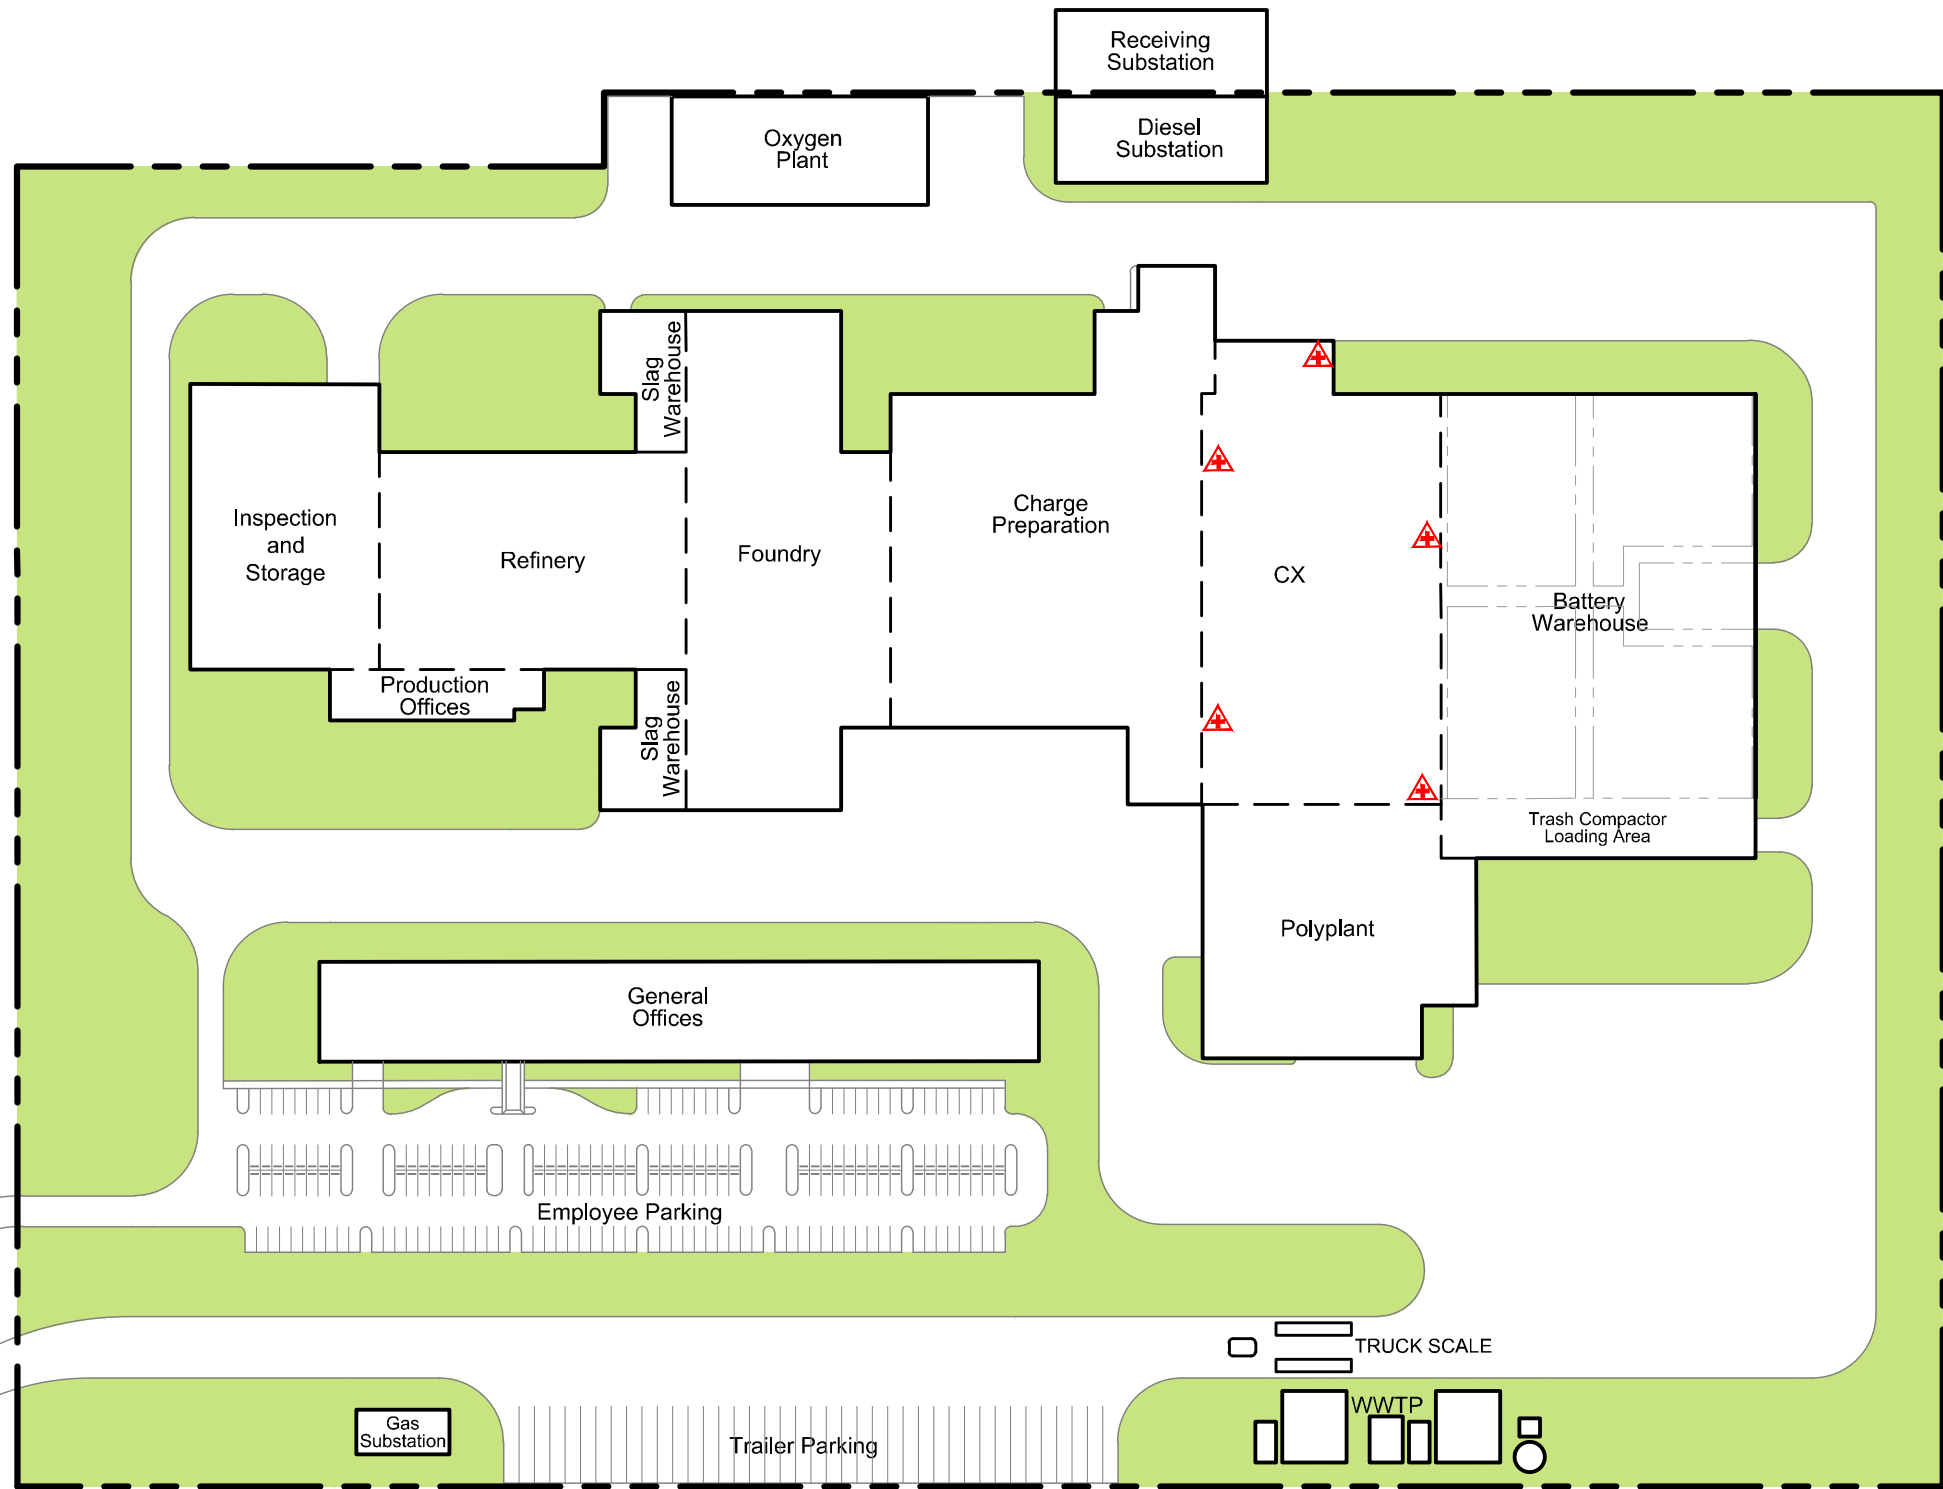 Receiving
Substation
Diesel
Substation
Oxygen
Plant
Slag
Warehouse
Inspection
and
Storage
Refinery
Foundry
Charge
Preparation
CX
Battery
Warehouse
Production
Offices
Slag
Warehouse
Trash Compactor
Loading Area
Polyplant
General
Offices
Employee Parking
TRUCK SCALE
WWTP
Gas
Substation
Trailer Parking